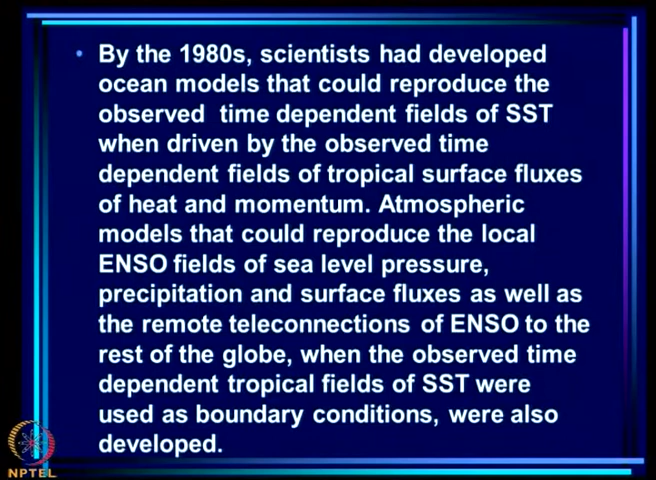 • By the 1980s, scientists had developed
ocean models that could reproduce the
observed time dependent fields of SST
when driven by the observed time
dependent fields of tropical surface fluxes
of heat and momentum. Atmospheric
models that could reproduce the local
ENSO fields of sea level pressure,
precipitation and surface fluxes as well as
the remote teleconnections of ENSO to the
rest of the globe, when the observed time
dependent tropical fields of SST were
used as boundary conditions, were also
developed.
NPTEL